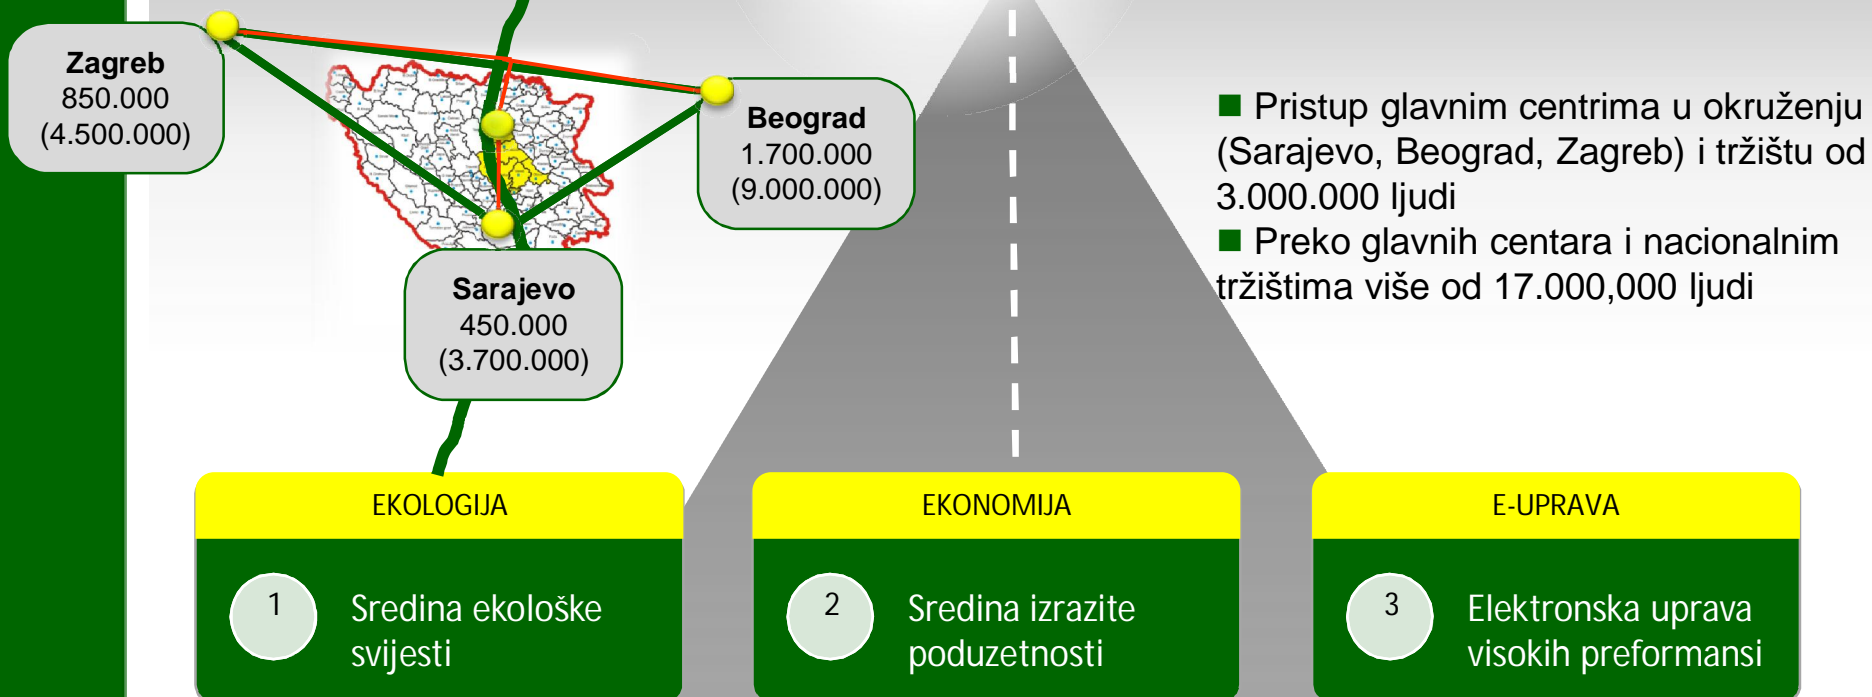 Zagreb
850.000
(4.500.000)
Beograd
1.700.000
(9.000.000)
Sarajevo
450.000
(3.700.000)
■ Pristup glavnim centrima u okruženju
(Sarajevo, Beograd, Zagreb) i tržištu od
3.000.000 ljudi
■ Preko glavnih centara i nacionalnim
tržištima više od 17.000,000 ljudi
EKOLOGIJA
1
Sredina ekološke
svijesti
EKONOMIJA
2
Sredina izrazite
poduzetnosti
E-UPRAVA
3
Elektronska uprava
visokih preformansi